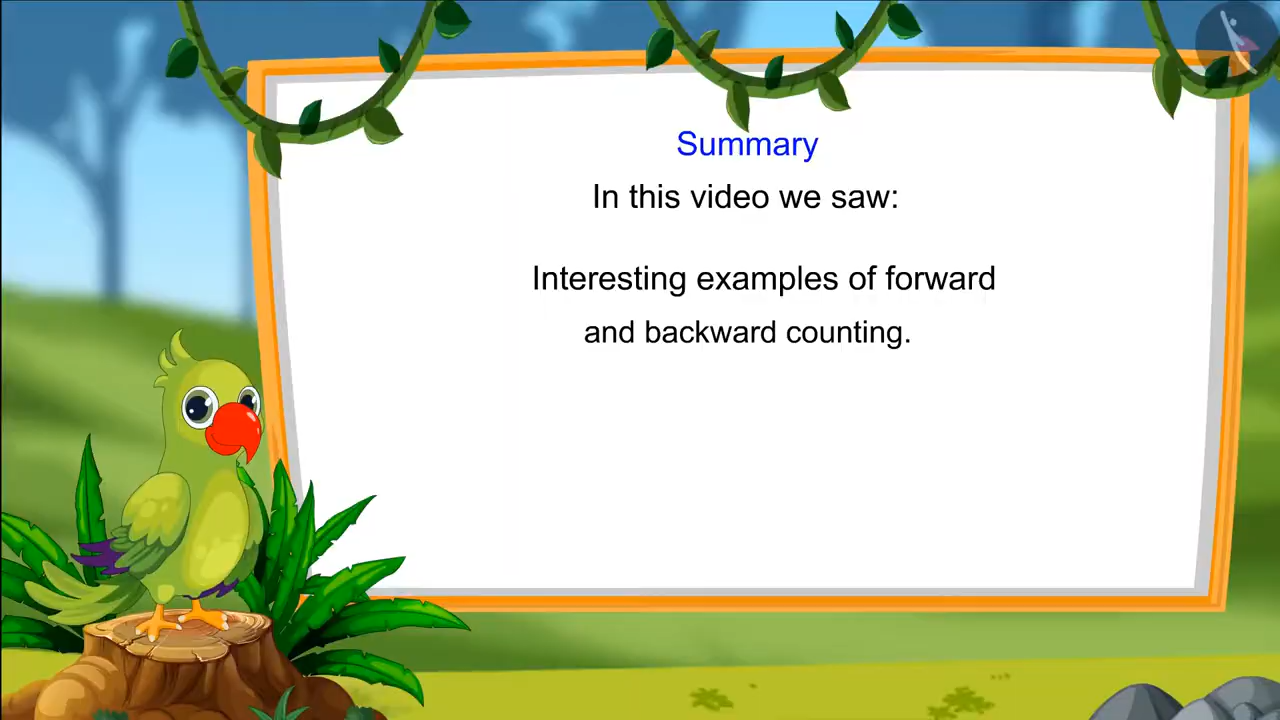 Summary
In this video we saw:
Interesting examples of forward
and backward counting.